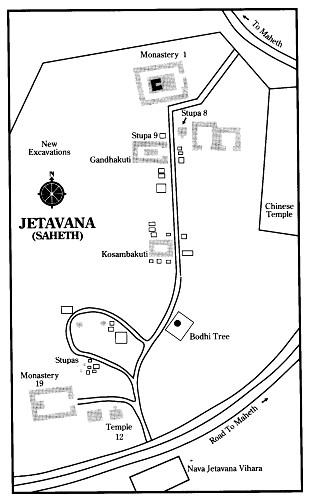 To Maheth
Monastery 1
Stupa 8
Stupa 9
New
Excavations
Gandhakuti
N
JETAVANA
(SAHETH)
Chinese
Temple
Kosambakuti
Bodhi Tree
Stupas
Monastery
19
Temple
12
Road To Maheth
Nava Jetavana Vihara